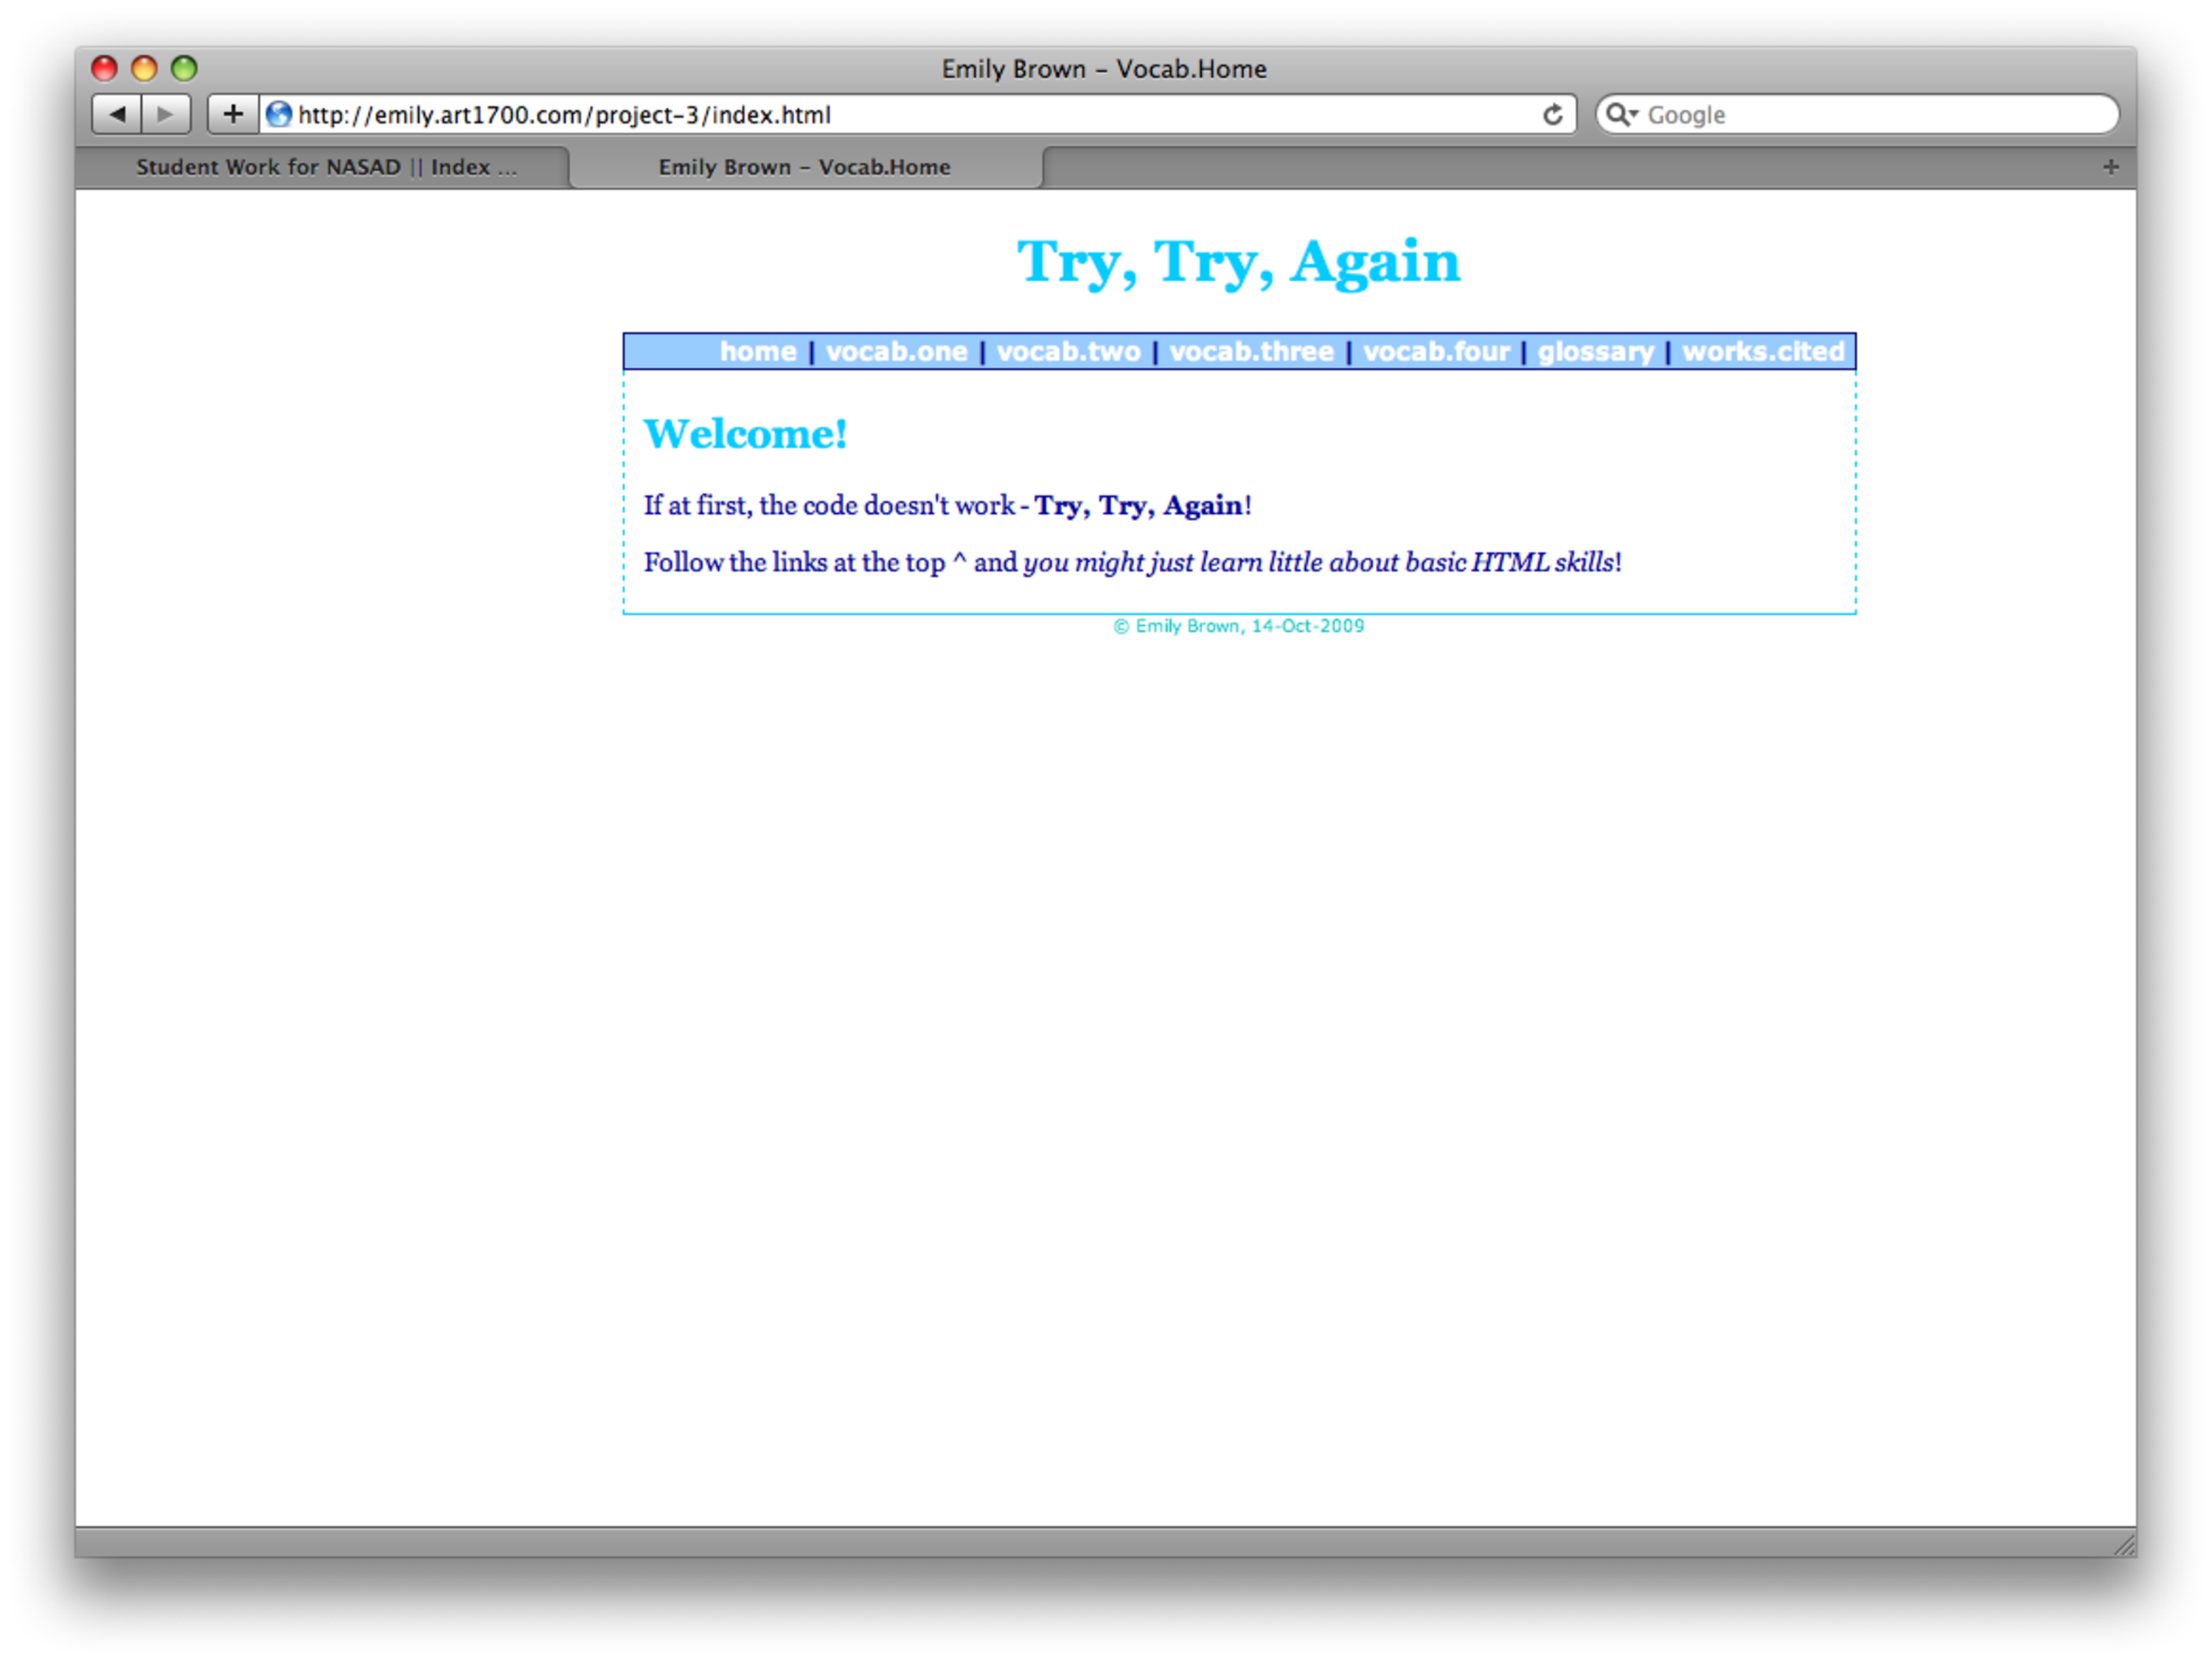 Emily Brown – Vocab.Home
http://emily.art1700.com/project-3/index.html
Google
Student Work for NASAD || Index ...
Emily Brown – Vocab.Home
Try, Try, Again
home | vocab.one | vocab.two | vocab.three | vocab.four | glossary | works.cited
Welcome!
If at first, the code doesn't work - Try, Try, Again!
Follow the links at the top ^ and you might just learn little about basic HTML skills!
© Emily Brown, 14-Oct-2009